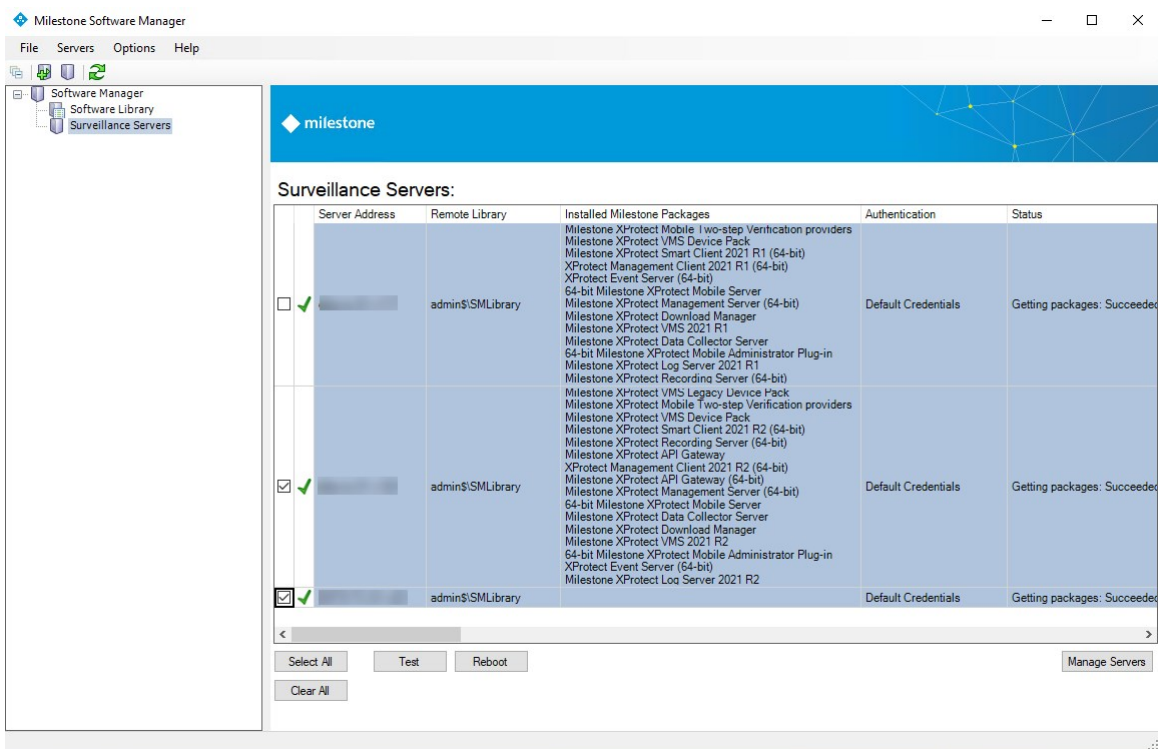 Milestone Software Manager
File Servers Options Help
Software Manager
Software Library
Surveillance Servers
milestone
Surveillance Servers:
Server Address Remote Library Installed Milestone Packages Authentication Status
Milestone XProtect Mobile Two-step Verification providers
Milestone XProtect VMS Device Pack
Milestone XProtect Smart Client 2021 R1 (64-bit)
XProtect Management Client 2021 R1 (64-bit)
XProtect Event Server (64-bit)
64-bit Milestone XProtect Mobile Server
admin$\SMLibrary Milestone XProtect Management Server (64-bit) Default Credentials Getting packages: Succeeded
Milestone XProtect Download Manager
Milestone XProtect VMS 2021 R1
Milestone XProtect Data Collector Server
64-bit Milestone XProtect Mobile Administrator Plug-in
Milestone XProtect Log Server 2021 R1
Milestone XProtect Recording Server (64-bit)
Milestone XProtect VMS Legacy Device Pack
Milestone XProtect Mobile Two-step Verification providers
Milestone XProtect VMS Device Pack
Milestone XProtect Smart Client 2021 R2 (64-bit)
Milestone XProtect Recording Server (64-bit)
Milestone XProtect API Gateway
XProtect Management Client 2021 R2 (64-bit)
Milestone XProtect API Gateway (64-bit)
admin$\SMLibrary Milestone XProtect Management Server (64-bit) Default Credentials Getting packages: Succeeded
64-bit Milestone XProtect Mobile Server
Milestone XProtect Data Collector Server
Milestone XProtect Download Manager
Milestone XProtect VMS 2021 R2
64-bit Milestone XProtect Mobile Administrator Plug-in
XProtect Event Server (64-bit)
Milestone XProtect Log Server 2021 R2
admin$\SMLibrary Default Credentials Getting packages: Succeeded
Select All Test Reboot Manage Servers
Clear All